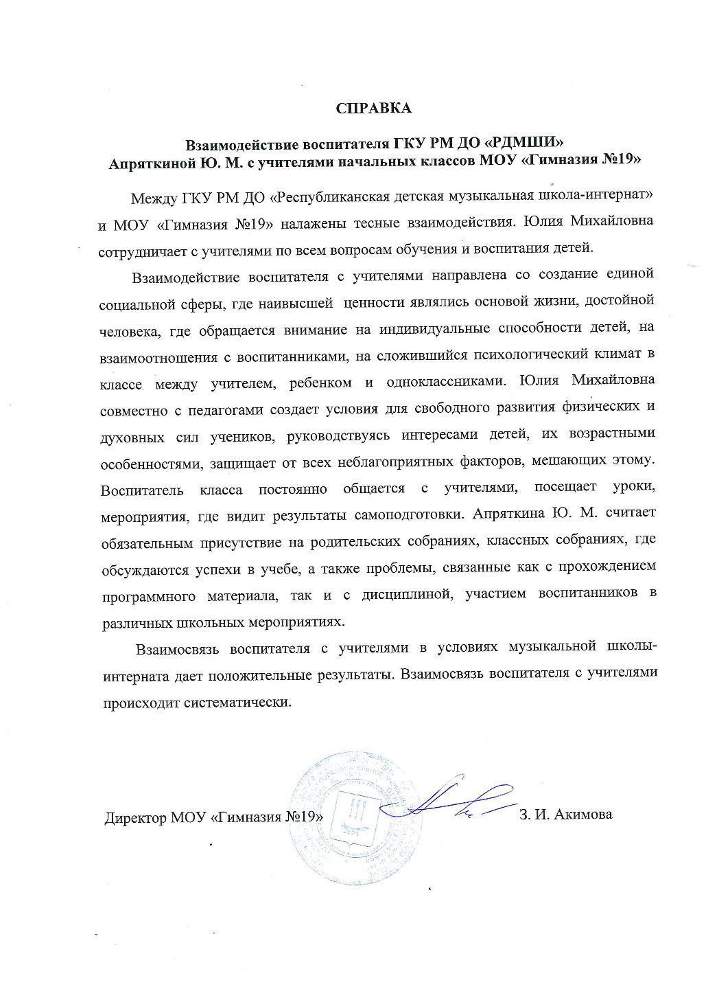 СПРАВКА
Взаимодействие воспитателя ГКУ РМ ДО «РДМШИ»
Апряткиной Ю. М. с учителями начальных классов МОУ «Гимназия №19»
Между ГКУ РМ ДО «Республиканская детская музыкальная школа-интернат»
и МОУ «Гимназия №19» налажены тесные взаимодействия. Юлия Михайловна
сотрудничает с учителями по всем вопросам обучения и воспитания детей.
Взаимодействие воспитателя с учителями направлена со создание единой
социальной сферы, где наивысшей ценности являлись основой жизни, достойной
человека, где обращается внимание на индивидуальные способности детей, на
взаимоотношения с воспитанниками, на сложившийся психологический климат в
классе между учителем, ребенком и одноклассниками. Юлия Михайловна
совместно с педагогами создает условия для свободного развития физических и
духовных сил учеников, руководствуясь интересами детей, их возрастными
особенностями, защищает от всех неблагоприятных факторов, мешающих этому.
Воспитатель класса постоянно общается с учителями, посещает уроки,
мероприятия, где видит результаты самоподготовки. Апряткина Ю. М. считает
обязательным присутствие на родительских собраниях, классных собраниях, где
обсуждаются успехи в учебе, а также проблемы, связанные как с прохождением
программного материала, так и с дисциплиной, участием воспитанников в
различных школьных мероприятиях.
Взаимосвязь воспитателя с учителями в условиях музыкальной школы-
интерната дает положительные результаты. Взаимосвязь воспитателя с учителями
происходит систематически.
Директор МОУ «Гимназия №19» З. И. Акимова